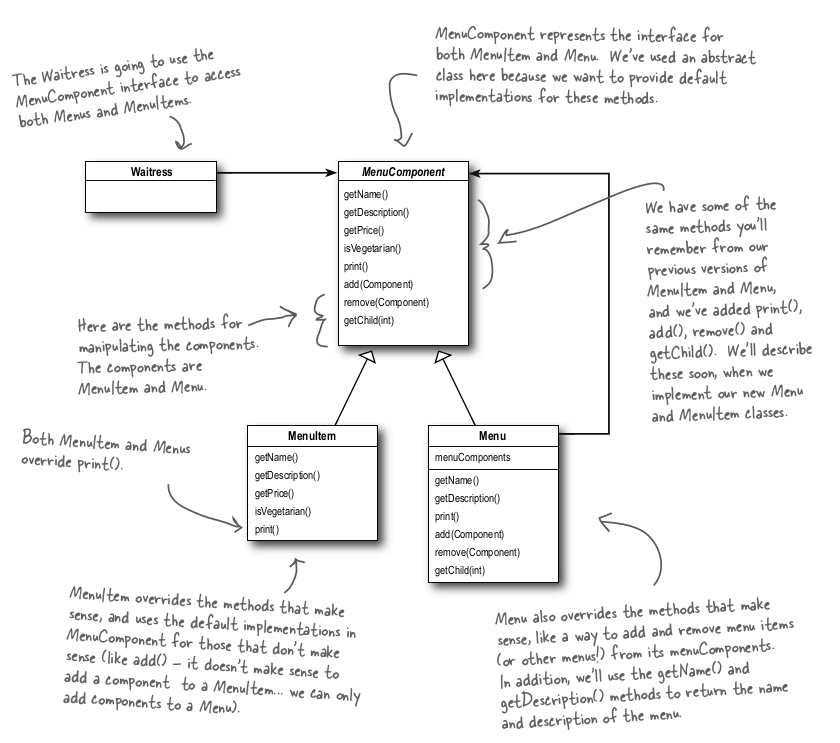 MenuComponent represents the interface for
both MenuItem and Menu. We've used an abstract
class here because we want to provide default
implementations for these methods.
The Waitress is going to use the
MenuComponent interface to access
both Menus and MenuItems.
Waitress
MenuComponent
getName()
getDescription()
getPrice()
isVegetarian()
print()
add(Component)
remove(Component)
getChild(int)
We have some of the
same methods you'll
remember from our
previous versions of
MenuItem and Menu,
and we've added print(),
add(), remove() and
getChild(). We'll describe
these soon, when we
implement our new Menu
and MenuItem classes.
Here are the methods for
manipulating the components.
The components are
MenuItem and Menu.
Both MenuItem and Menus
override print().
MenuItem
getName()
getDescription()
getPrice()
isVegetarian()
print()
Menu
menuComponents
getName()
getDescription()
print()
add(Component)
remove(Component)
getChild(int)
MenuItem overrides the methods that make
sense, and uses the default implementations in
MenuComponent for those that don't make
sense (like add() – it doesn't make sense to
add a component to a MenuItem... we can only
add components to a Menu).
Menu also overrides the methods that make
sense, like a way to add and remove menu items
(or other menus!) from its menuComponents.
In addition, we'll use the getName() and
getDescription() methods to return the name
and description of the menu.